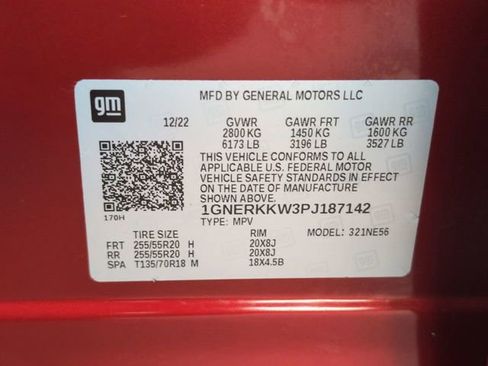 gm
MFD BY GENERAL MOTORS LLC
12/22 GVWR GAWR FRT GAWR RR
2800 KG 1450 KG 1600 KG
6173 LB 3196 LB 3527 LB
THIS VEHICLE CONFORMS TO ALL
APPLICABLE U.S. FEDERAL MOTOR
VEHICLE SAFETY STANDARDS IN EFFECT
ON THE DATE OF MANUFACTURE
SHOWN ABOVE.
1GNERKKW3PJ187142
170H
TYPE: MPV MODEL: 321NE56
TIRE SIZE RIM
FRT 255/55R20 H 20X8J
RR 255/55R20 H 20X8J
SPA T135/70R18 M 18X4.5B